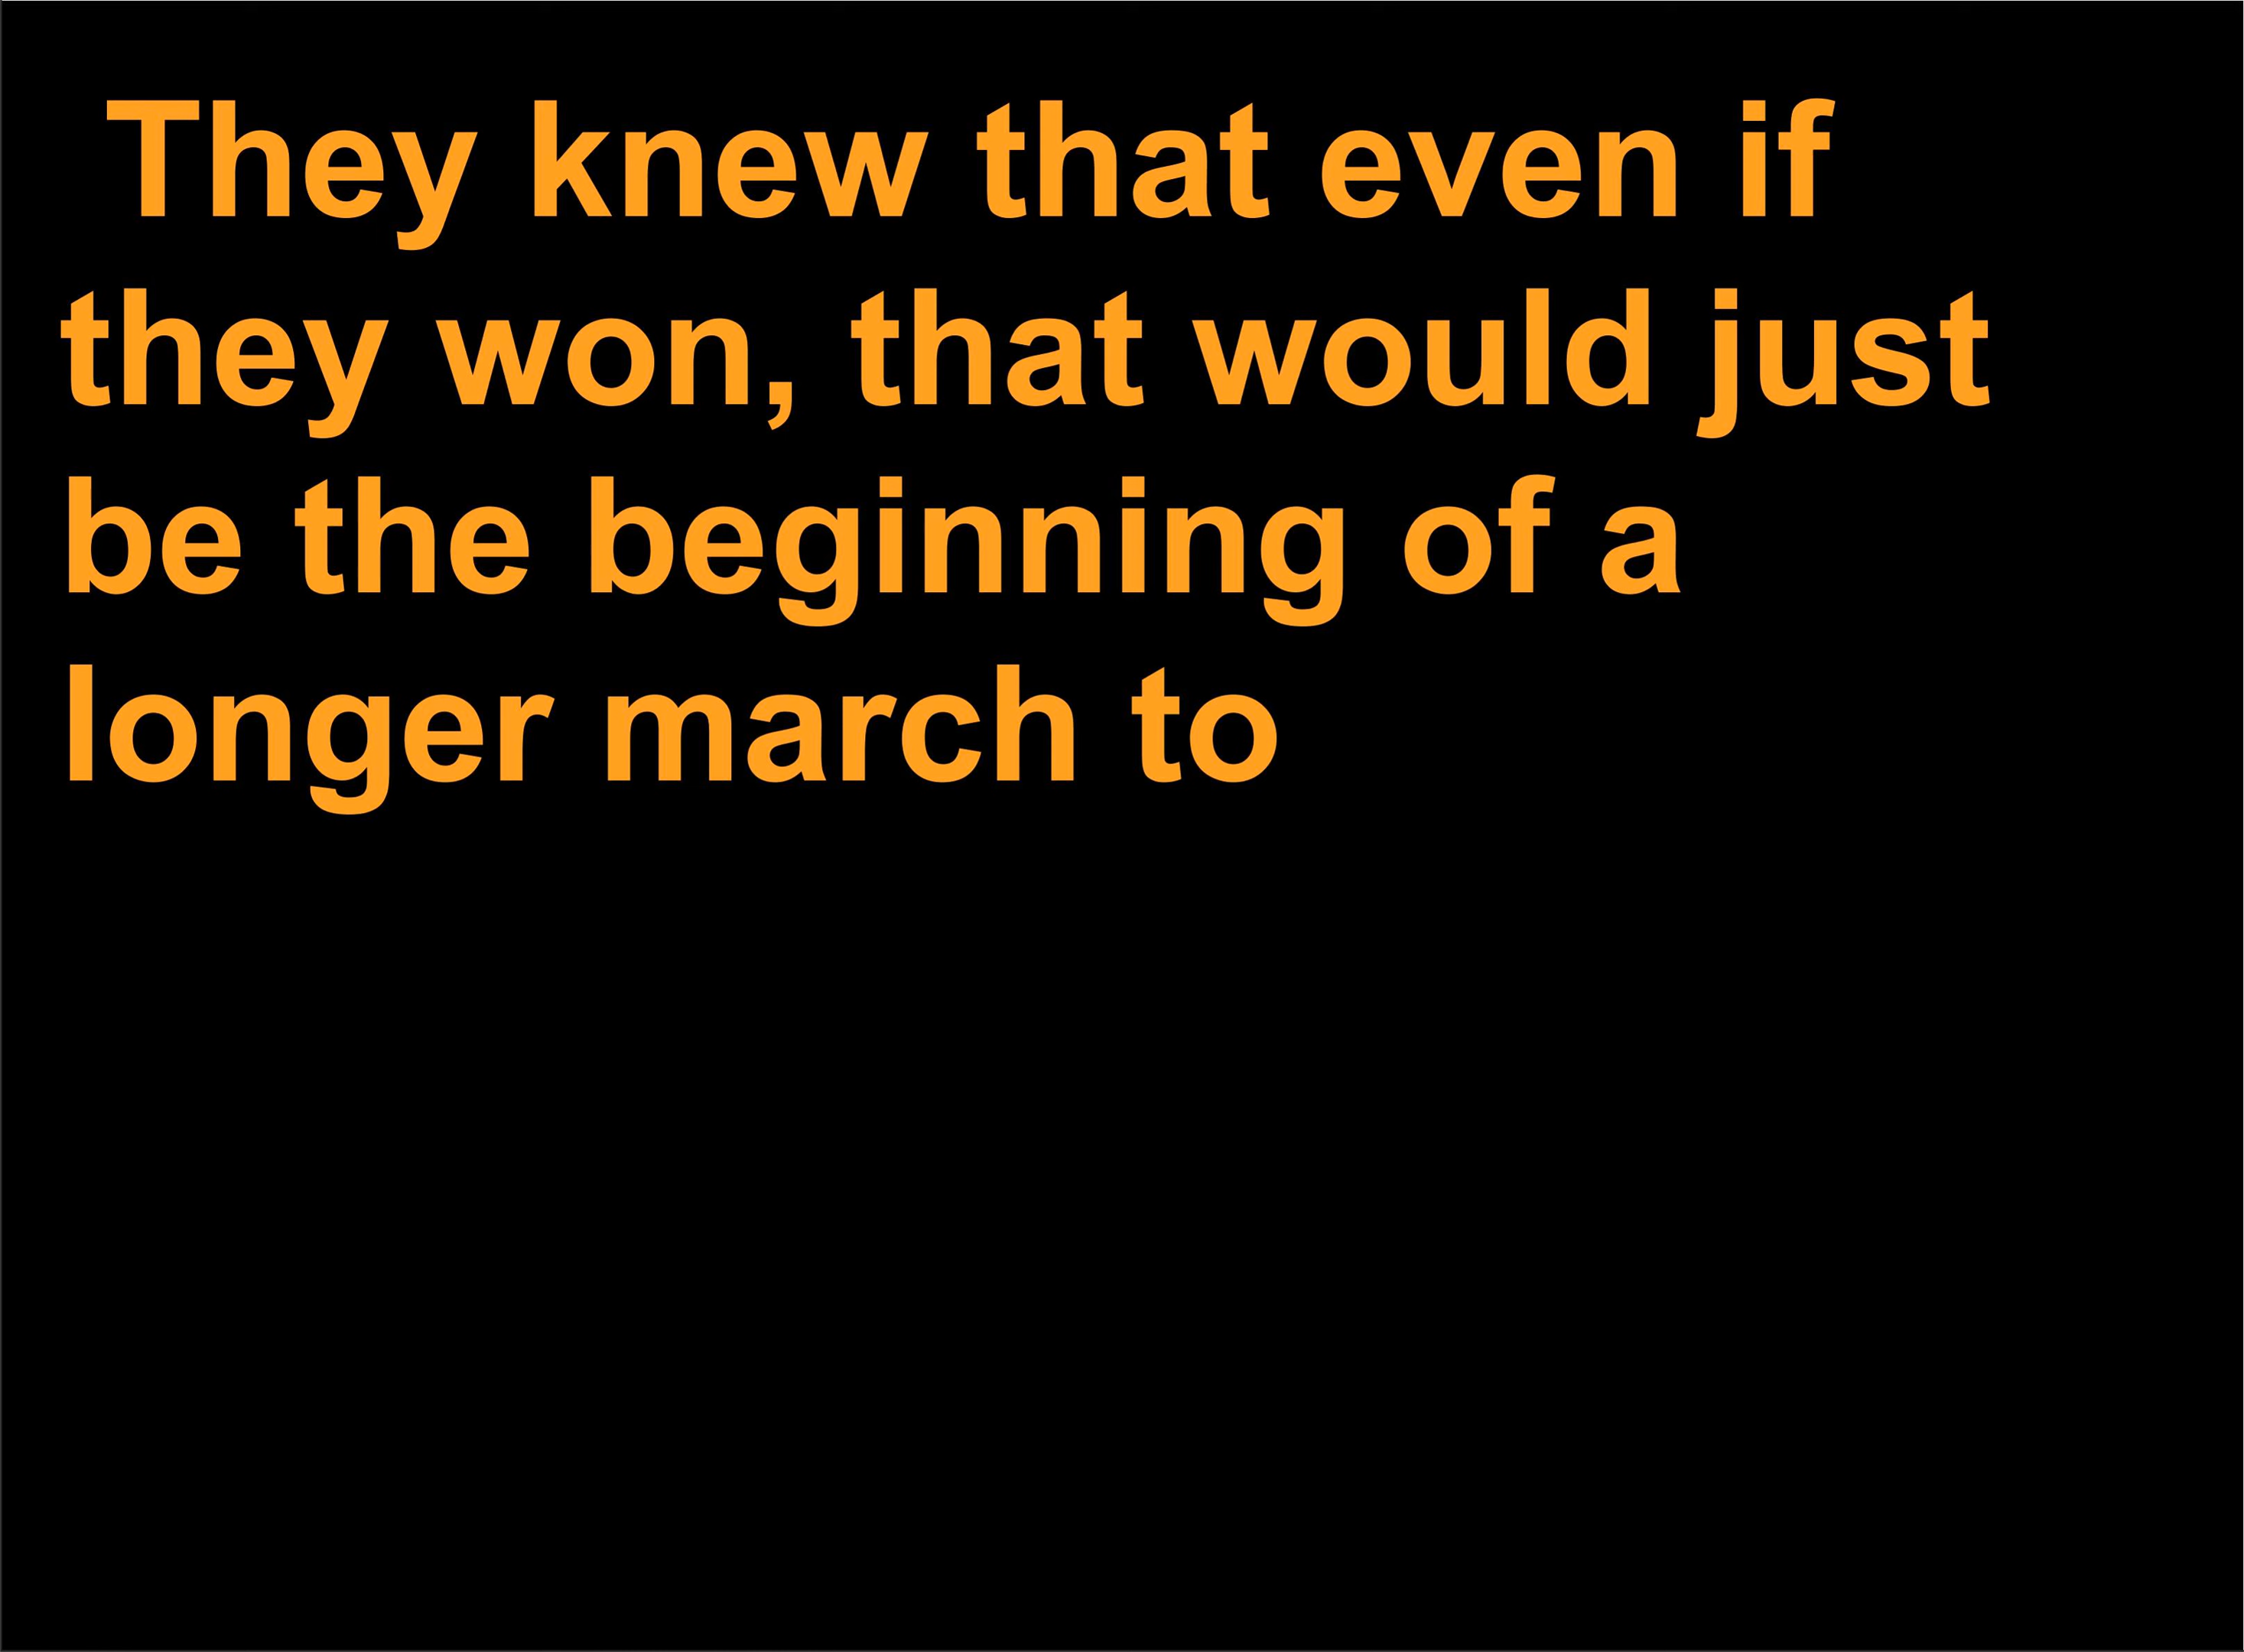 They knew that even if
they won, that would just
be the beginning of a
longer march to